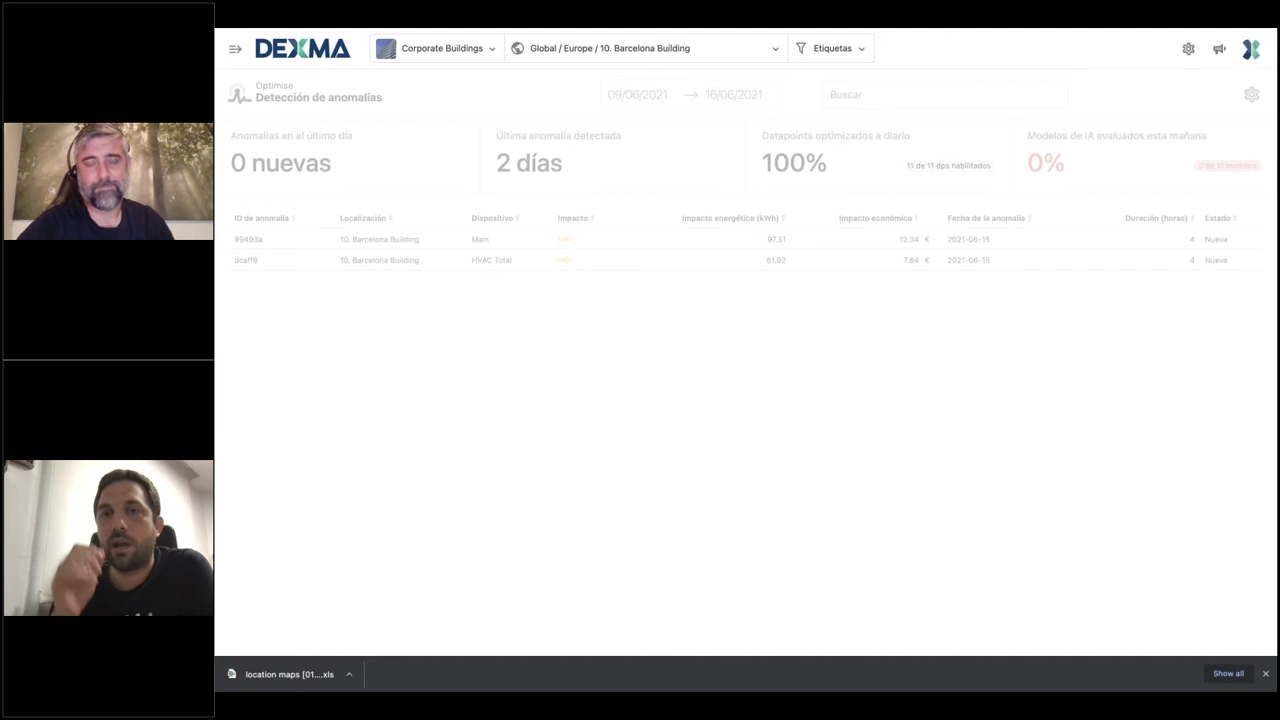 DEXMA
Corporate Buildings
Global / Europe / 10. Barcelona Building
Etiquetas
Optimise
Detección de anomalías
09/06/2021 → 16/06/2021
Buscar
Anomalías en el último día
0 nuevas
Última anomalía detectada
2 días
Datapoints optimizados a diario
100%
11 de 11 dps habilitados
Modelos de IA evaluados esta mañana
0%
0 de 11 modelos
ID de anomalía Localización Dispositivo Impacto Impacto energético (kWh) Impacto económico Fecha de la anomalía Duración (horas) Estado
99493a 10. Barcelona Building Main 97.51 12.34 € 2021-06-15 4 Nueva
dcaff9 10. Barcelona Building HVAC Total 61.92 7.84 € 2021-06-15 4 Nueva
location maps [01....xls
Show all